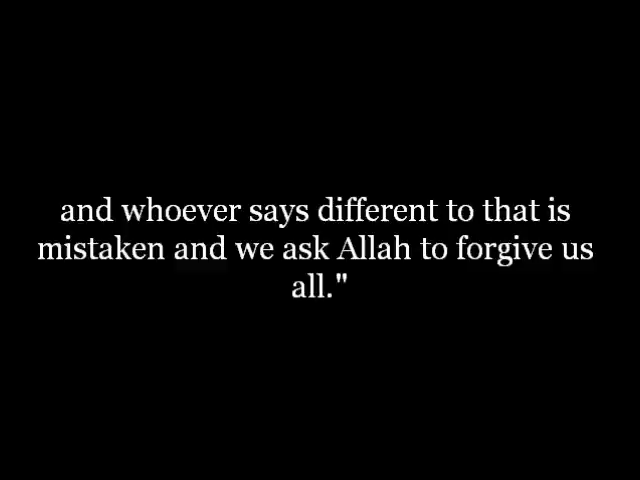 and whoever says different to that is
mistaken and we ask Allah to forgive us
all."